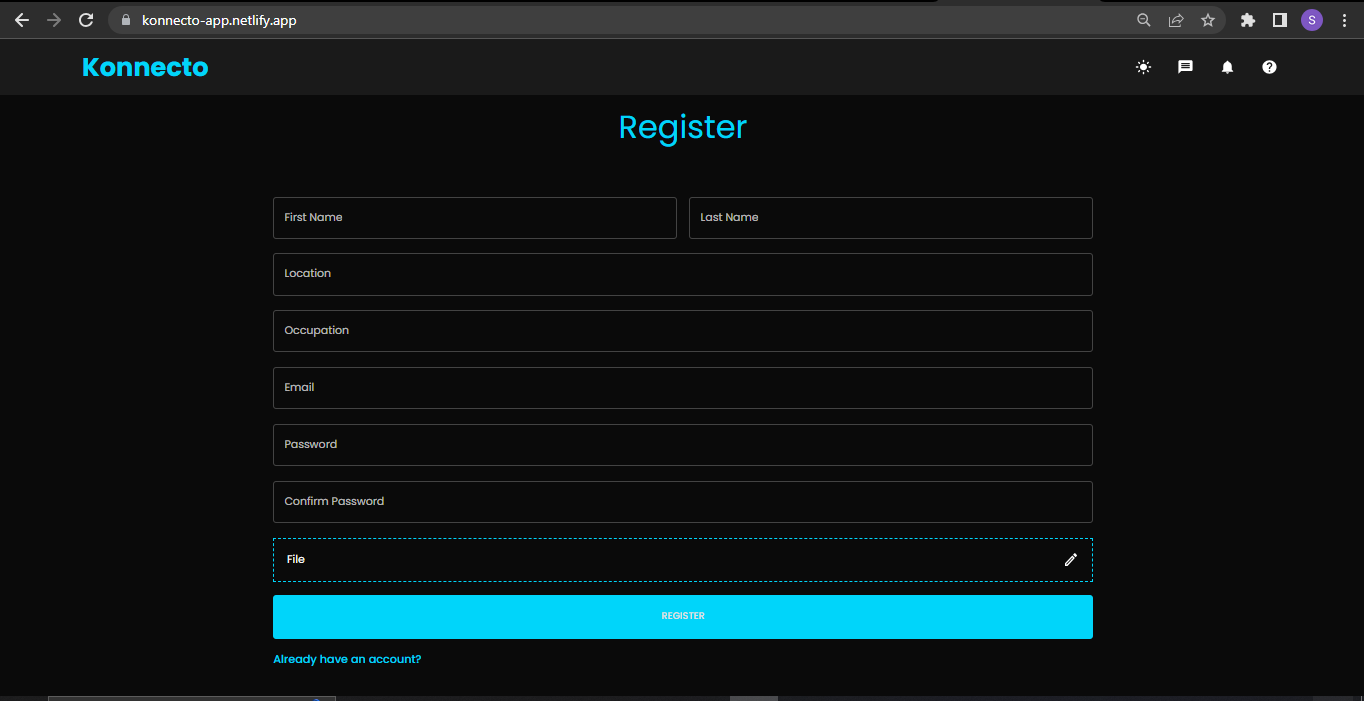 konnecto-app.netlify.app
S
Konnecto
Register
First Name
Last Name
Location
Occupation
Email
Password
Confirm Password
File
REGISTER
Already have an account?